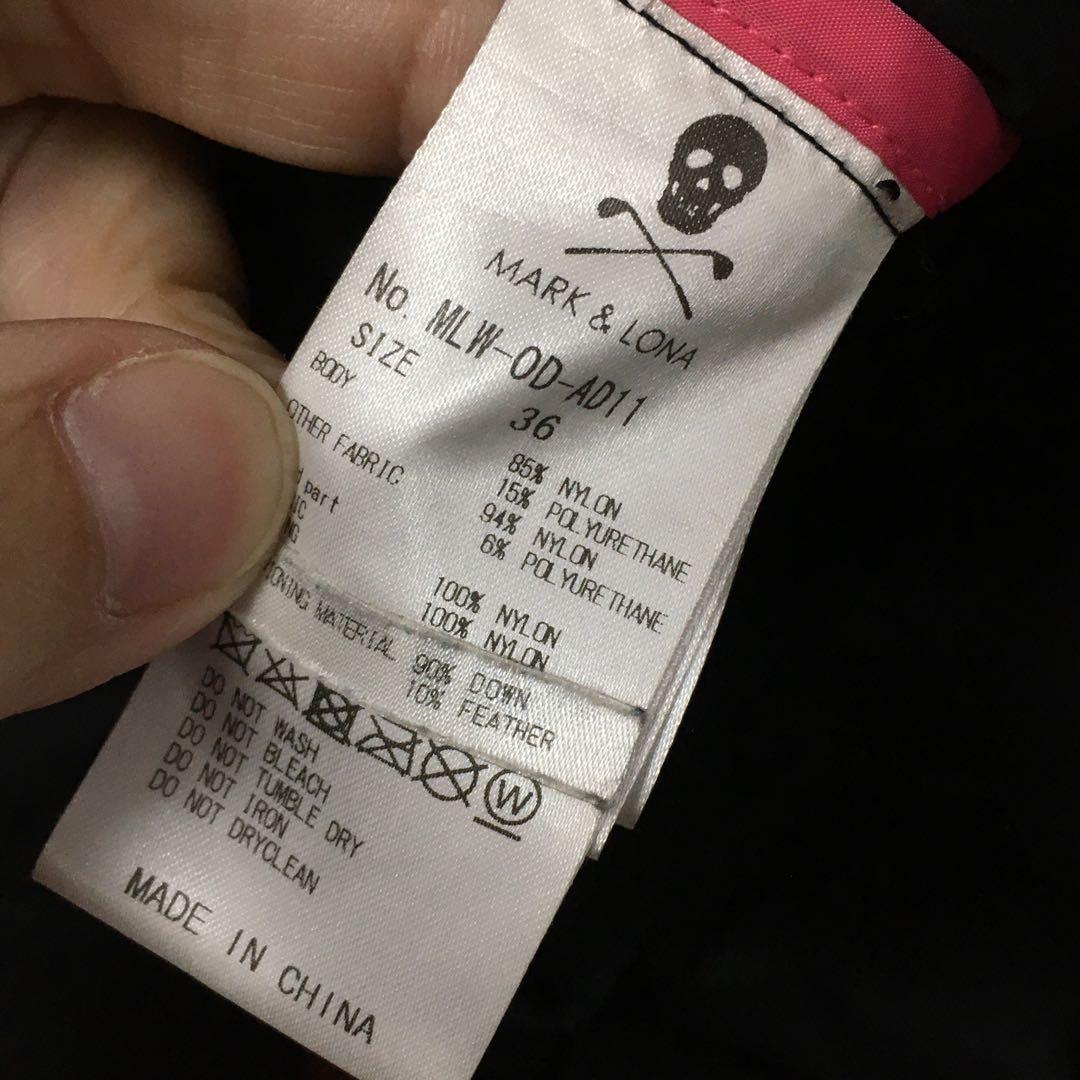 MARK & LONA
No. MLW-OD-AD11
SIZE 36
BODY 85% NYLON
15% POLYURETHANE
OTHER FABRIC 94% NYLON
6% POLYURETHANE
part
100% NYLON
100% NYLON
MATERIAL 90% DOWN
10% FEATHER
W
DO NOT WASH
DO NOT BLEACH
DO NOT TUMBLE DRY
DO NOT IRON
DO NOT DRYCLEAN
MADE IN CHINA